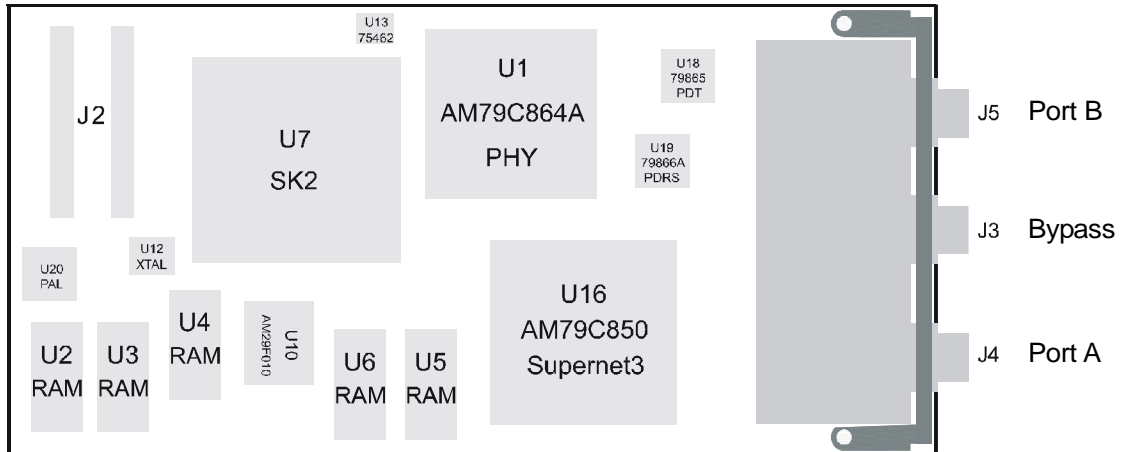 U13
75462
J2
U7
SK2
U1
AM79C864A
PHY
U18
79865
PDT
U19
79866A
PDRS
J5 Port B
J3 Bypass
J4 Port A
U20
PAL
U12
XTAL
U2
RAM
U3
RAM
U4
RAM
U10
AM29F010
U6
RAM
U5
RAM
U16
AM79C850
Supernet3